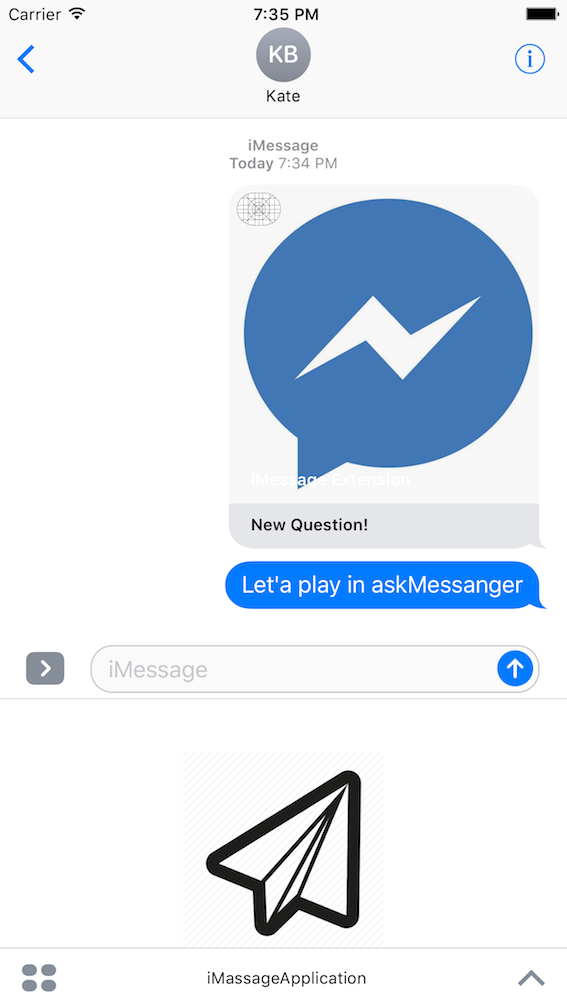 Carrier
7:35 PM
KB
Kate
iMessage
Today 7:34 PM
iMessage Extension
New Question!
Let'a play in askMessanger
iMessage
iMassageApplication